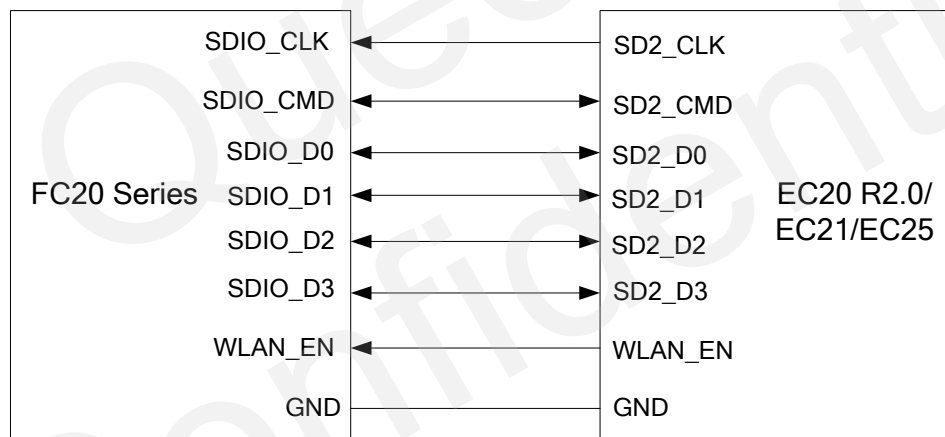 SDIO_CLK
SD2_CLK
SDIO_CMD
SD2_CMD
SDIO_D0
SD2_D0
FC20 Series
SDIO_D1
SD2_D1
EC20 R2.0/
EC21/EC25
SDIO_D2
SD2_D2
SDIO_D3
SD2_D3
WLAN_EN
WLAN_EN
GND
GND